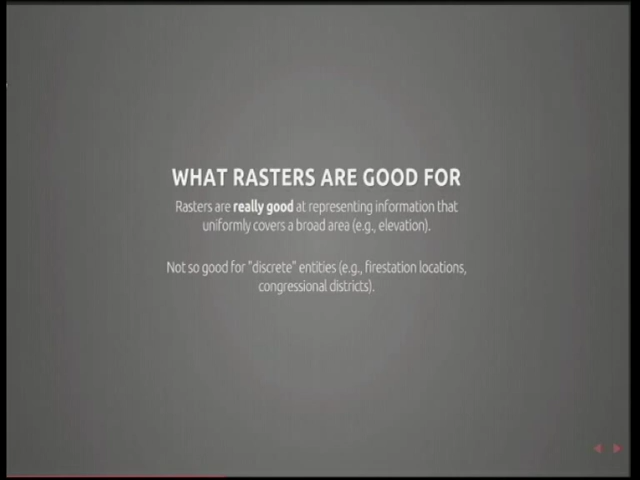 WHAT RASTERS ARE GOOD FOR
Rasters are really good at representing information that
uniformly covers a broad area (e.g., elevation).
Not so good for "discrete" entities (e.g., firestation locations,
congressional districts).